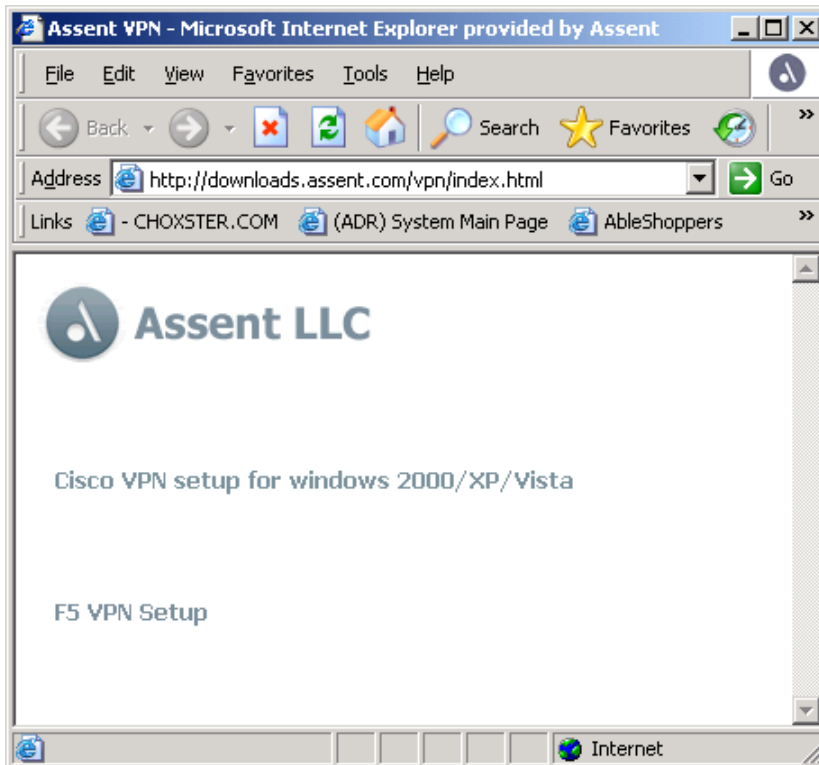 Assent VPN - Microsoft Internet Explorer provided by Assent
File Edit View Favorites Tools Help
Back Search Favorites »
Address http://downloads.assent.com/vpn/index.html Go
Links - CHOXSTER.COM (ADR) System Main Page AbleShoppers »
Assent LLC
Cisco VPN setup for windows 2000/XP/Vista
F5 VPN Setup
Internet